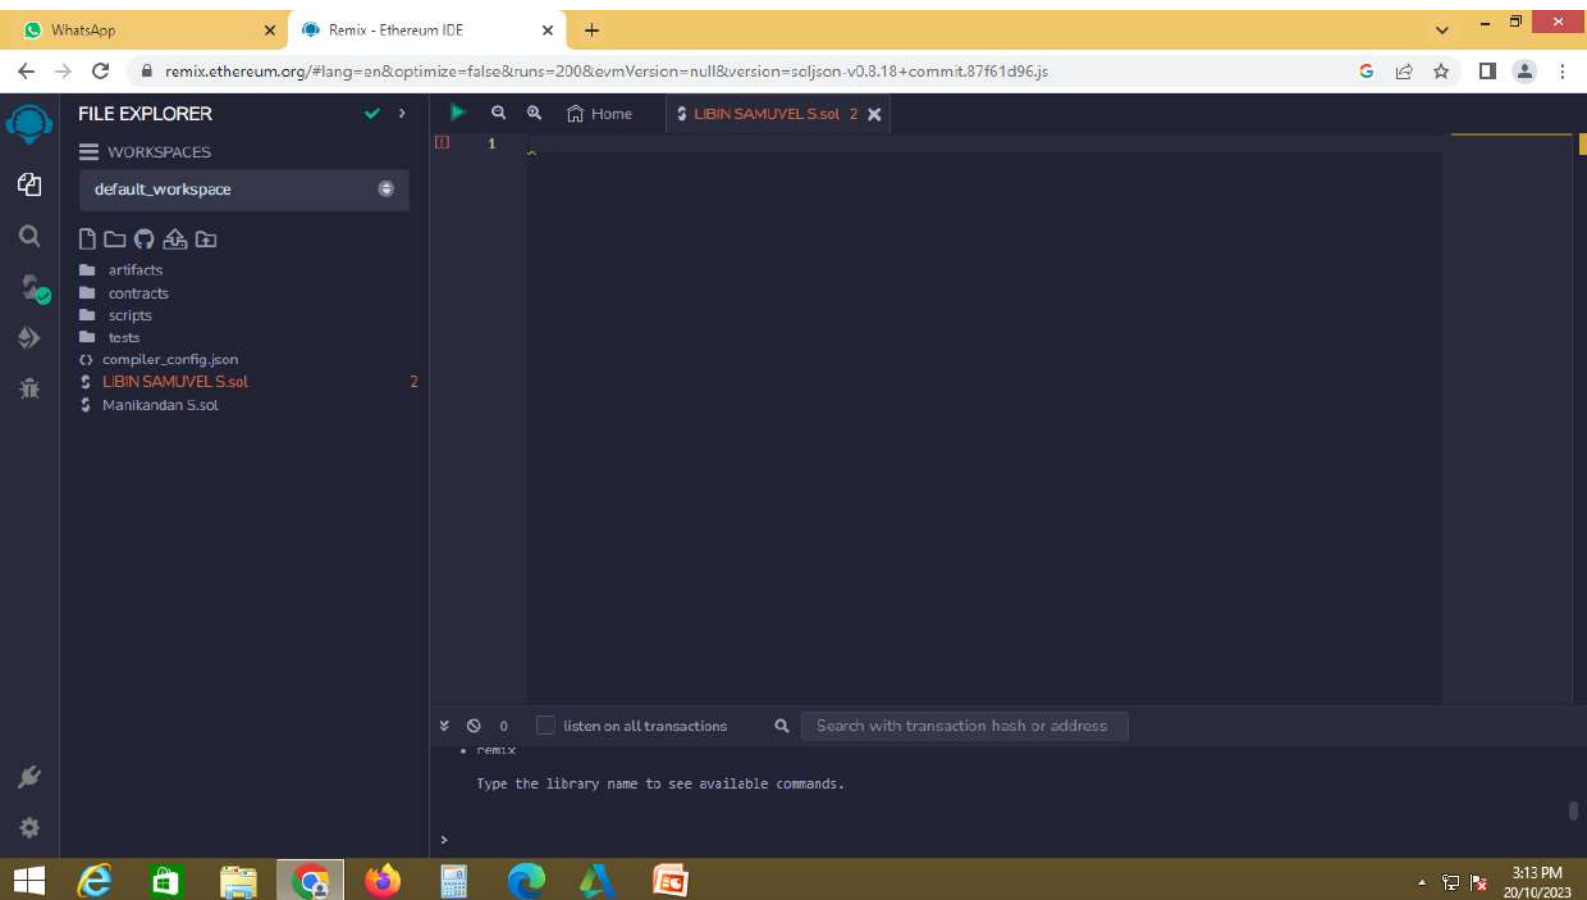 WhatsApp
Remix - Ethereum IDE
remix.ethereum.org/#lang=en&optimize=false&runs=200&evmVersion=null&version=soljson-v0.8.18+commit.87f61d96.js
FILE EXPLORER
Home
LIBIN SAMUVEL S.sol 2
WORKSPACES
1
default_workspace
artifacts
contracts
scripts
tests
compiler_config.json
LIBIN SAMUVEL S.sol 2
Manikandan S.sol
0 listen on all transactions
Search with transaction hash or address
remix
Type the library name to see available commands.
>
3:13 PM
20/10/2023